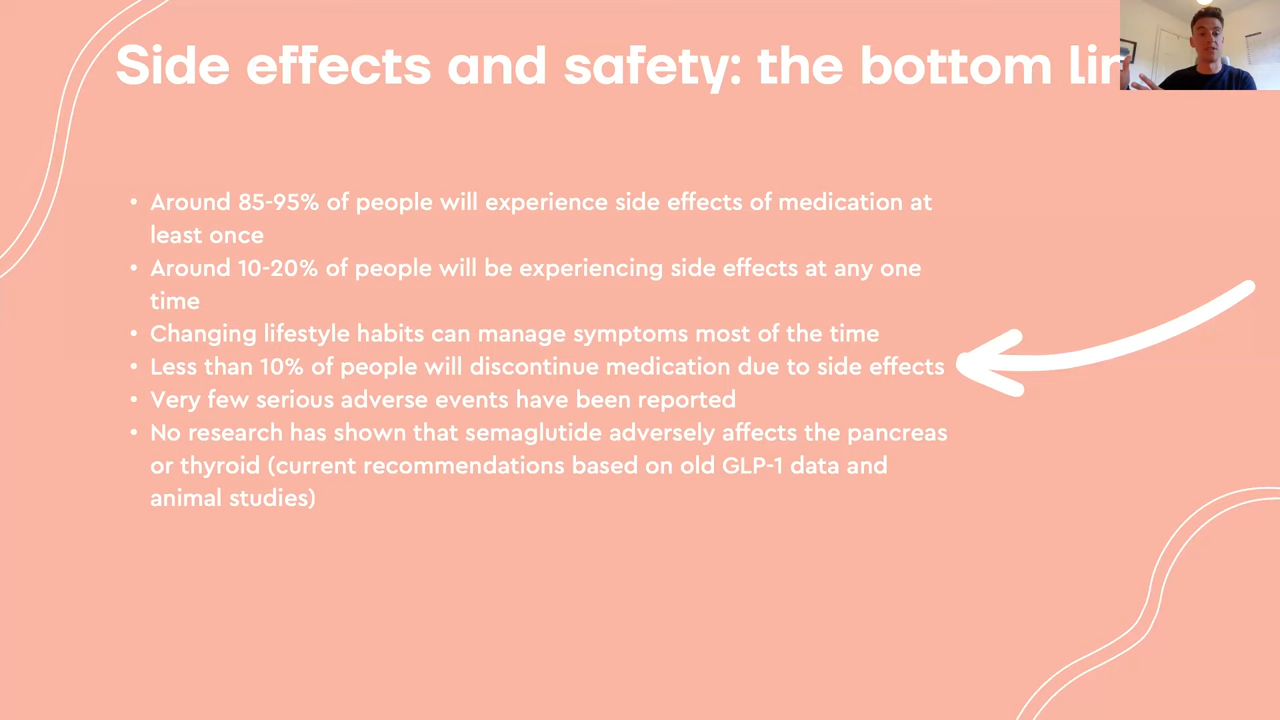 Side effects and safety: the bottom
• Around 85-95% of people will experience side effects of medication at
least once
• Around 10-20% of people will be experiencing side effects at any one
time
• Changing lifestyle habits can manage symptoms most of the time
• Less than 10% of people will discontinue medication due to side effects
• Very few serious adverse events have been reported
• No research has shown that semaglutide adversely affects the pancreas
or thyroid (current recommendations based on old GLP-1 data and
animal studies)